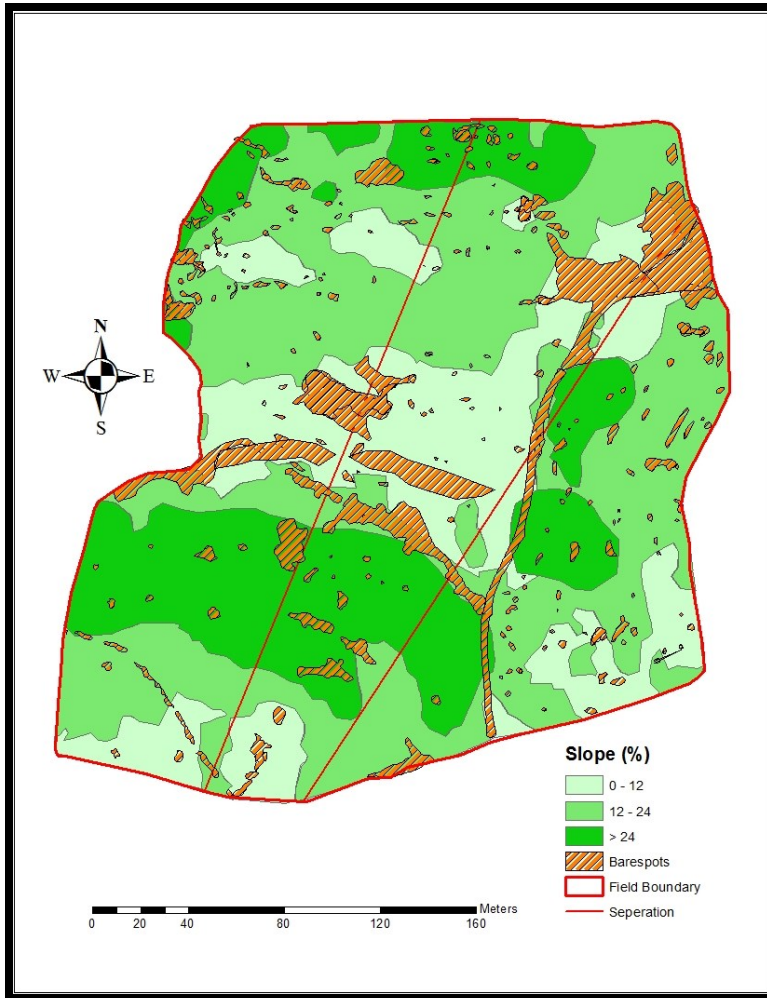 N
W E
S
Slope (%)
0 - 12
12 - 24
> 24
Barespots
Field Boundary
Seperation
Meters
0 20 40 80 120 160